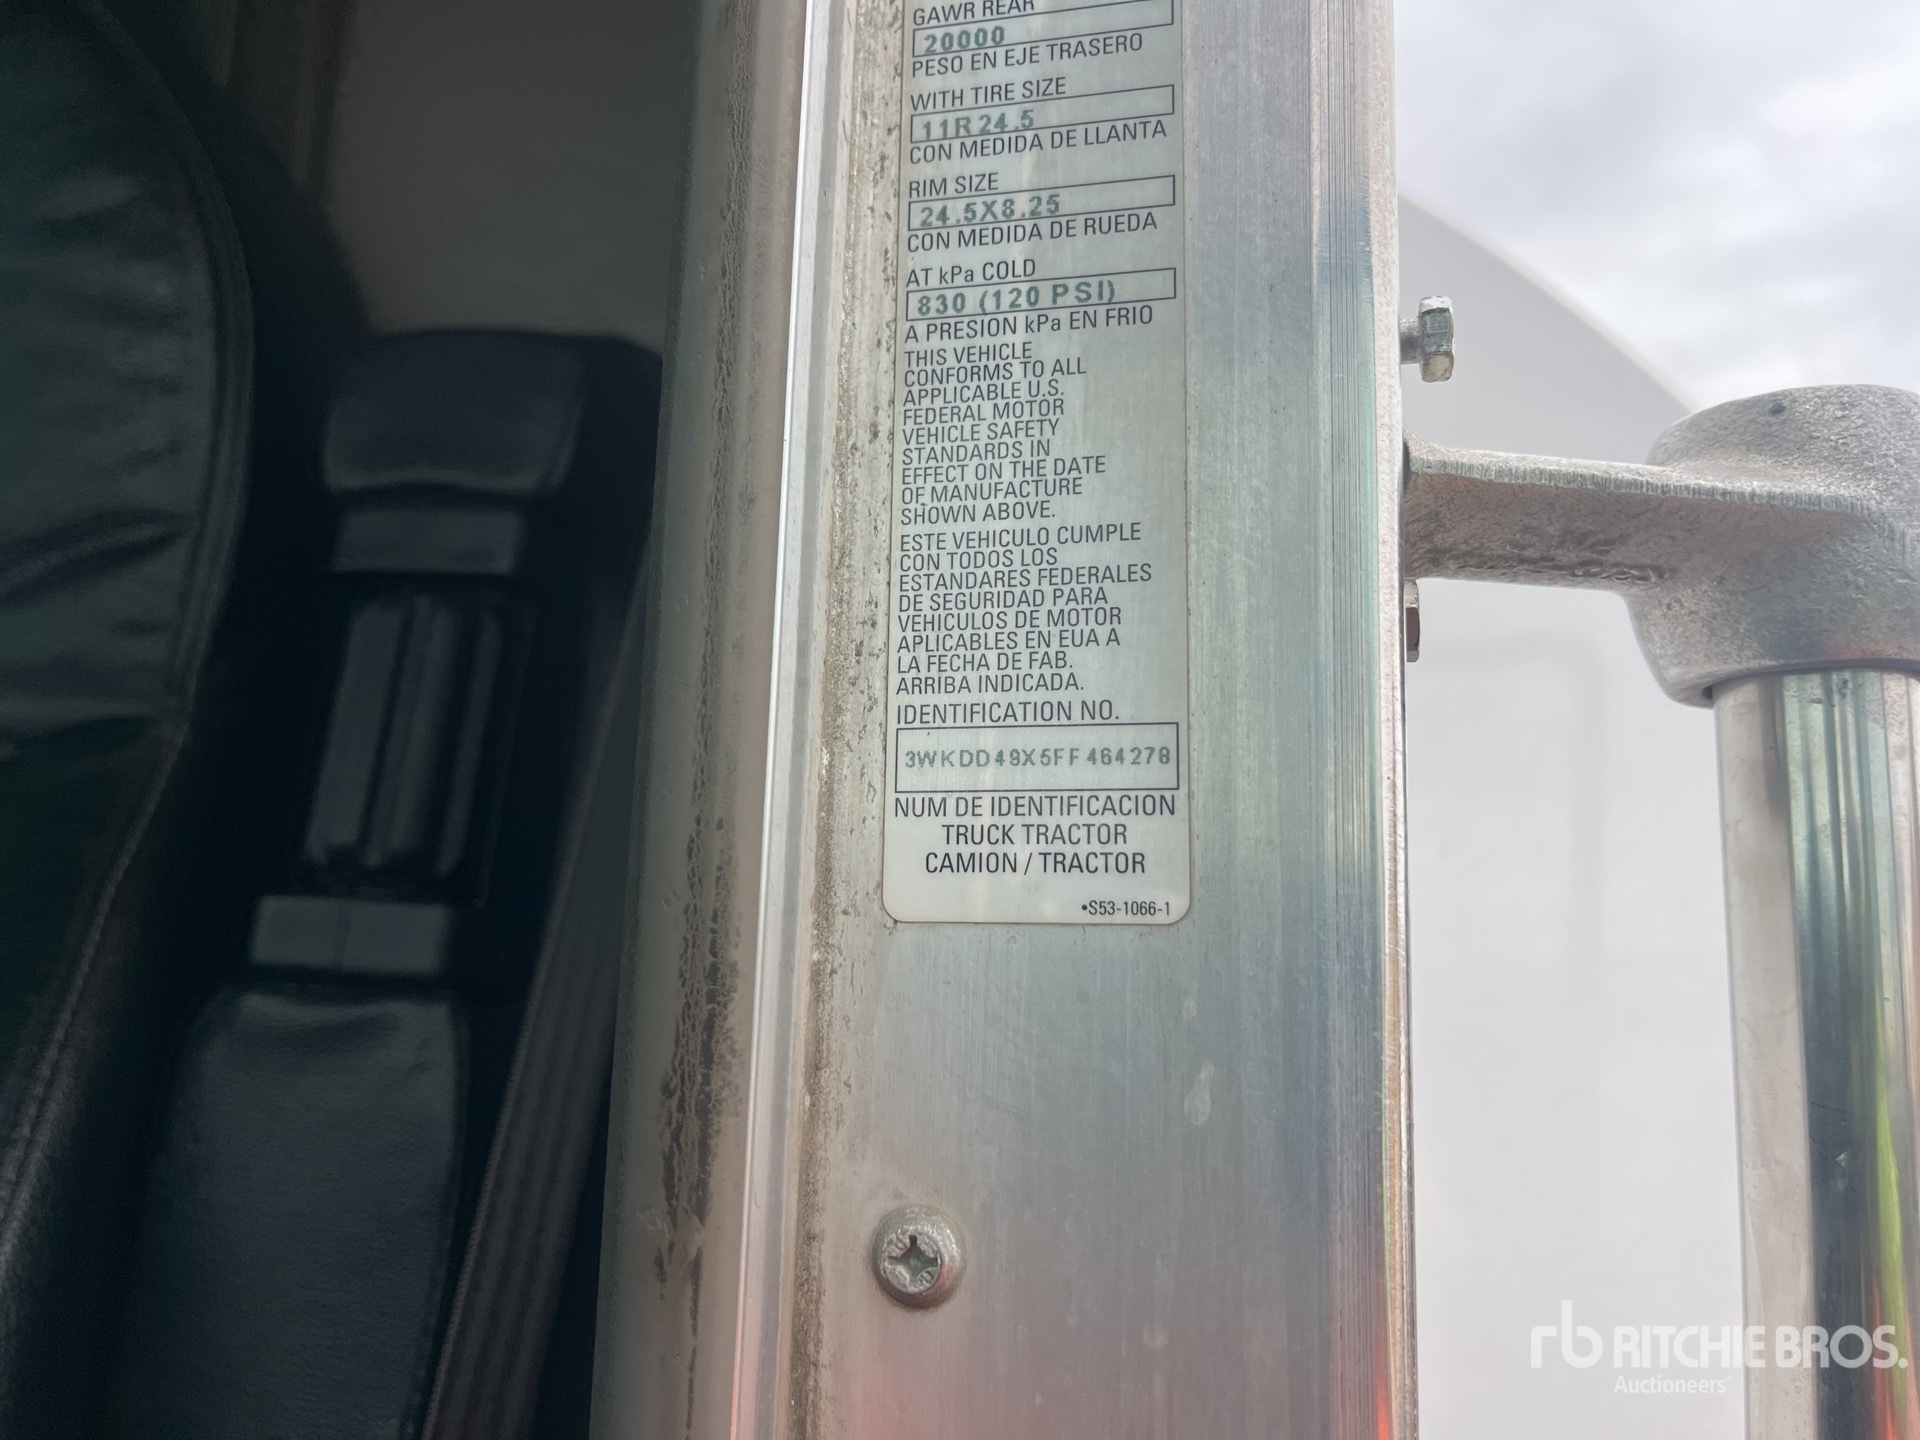 GAWR REAR
20000
PESO EN EJE TRASERO
WITH TIRE SIZE
11R24.5
CON MEDIDA DE LLANTA
RIM SIZE
24.5X8.25
CON MEDIDA DE RUEDA
AT kPa COLD
830 (120 PSI)
A PRESION kPa EN FRIO
THIS VEHICLE
CONFORMS TO ALL
APPLICABLE U.S.
FEDERAL MOTOR
VEHICLE SAFETY
STANDARDS IN
EFFECT ON THE DATE
OF MANUFACTURE
SHOWN ABOVE.
ESTE VEHICULO CUMPLE
CON TODOS LOS
ESTANDARES FEDERALES
DE SEGURIDAD PARA
VEHICULOS DE MOTOR
APLICABLES EN EUA A
LA FECHA DE FAB.
ARRIBA INDICADA.
IDENTIFICATION NO.
3WKDD49X5FF464278
NUM DE IDENTIFICACION
TRUCK TRACTOR
CAMION / TRACTOR
•S53-1066-1
rb RITCHIE BROS.
Auctioneers